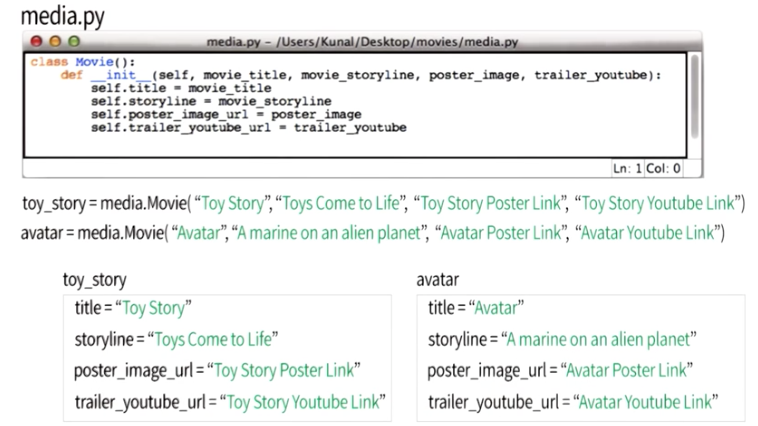 media.py
media.py – /Users/Kunal/Desktop/movies/media.py
class Movie():
    def __init__(self, movie_title, movie_storyline, poster_image, trailer_youtube):
        self.title = movie_title
        self.storyline = movie_storyline
        self.poster_image_url = poster_image
        self.trailer_youtube_url = trailer_youtube
Ln: 1 Col: 0
toy_story = media.Movie( “Toy Story”, “Toys Come to Life”, “Toy Story Poster Link”, “Toy Story Youtube Link”)
avatar = media.Movie( “Avatar”, “A marine on an alien planet”, “Avatar Poster Link”, “Avatar Youtube Link”)
toy_story
title = “Toy Story”
storyline = “Toys Come to Life”
poster_image_url = “Toy Story Poster Link”
trailer_youtube_url = “Toy Story Youtube Link”
avatar
title = “Avatar”
storyline = “A marine on an alien planet”
poster_image_url = “Avatar Poster Link”
trailer_youtube_url = “Avatar Youtube Link”